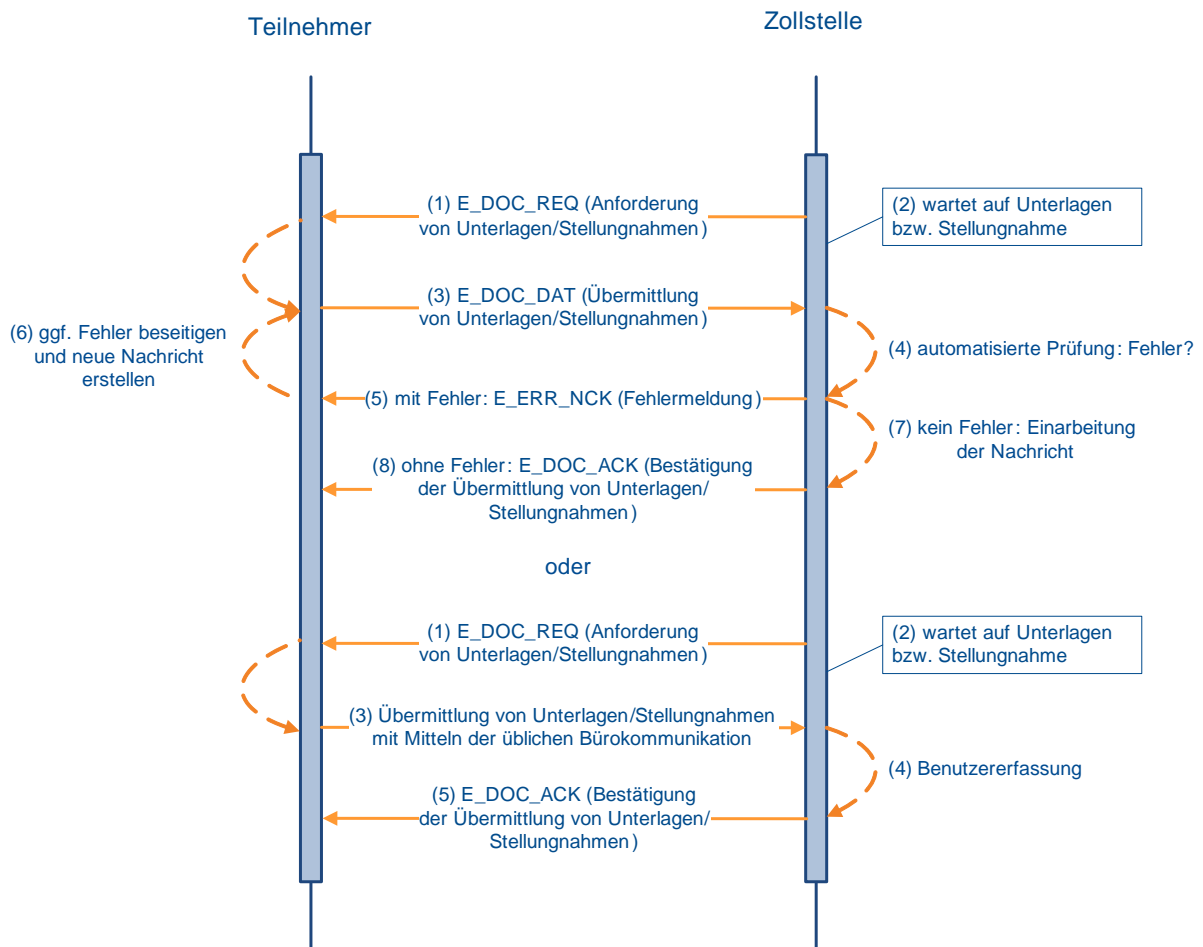 Teilnehmer
Zollstelle
(1) E_DOC_REQ (Anforderung
von Unterlagen/Stellungnahmen)
(2) wartet auf Unterlagen
bzw. Stellungnahme
(3) E_DOC_DAT (Übermittlung
von Unterlagen/Stellungnahmen)
(6) ggf. Fehler beseitigen
und neue Nachricht
erstellen
(4) automatisierte Prüfung: Fehler?
(5) mit Fehler: E_ERR_NCK (Fehlermeldung)
(7) kein Fehler: Einarbeitung
der Nachricht
(8) ohne Fehler: E_DOC_ACK (Bestätigung
der Übermittlung von Unterlagen/
Stellungnahmen)
oder
(1) E_DOC_REQ (Anforderung
von Unterlagen/Stellungnahmen)
(2) wartet auf Unterlagen
bzw. Stellungnahme
(3) Übermittlung von Unterlagen/Stellungnahmen
mit Mitteln der üblichen Bürokommunikation
(4) Benutzererfassung
(5) E_DOC_ACK (Bestätigung
der Übermittlung von Unterlagen/
Stellungnahmen)